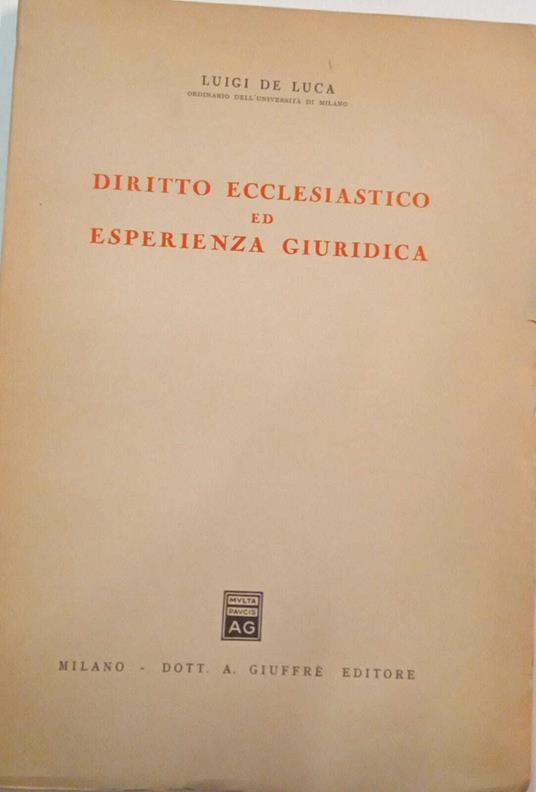 LUIGI DE LUCA
ORDINARIO DELL'UNIVERSITÀ DI MILANO
DIRITTO ECCLESIASTICO
ED
ESPERIENZA GIURIDICA
MVLTA
PAVCIS
AG
MILANO - DOTT. A. GIUFFRÈ EDITORE